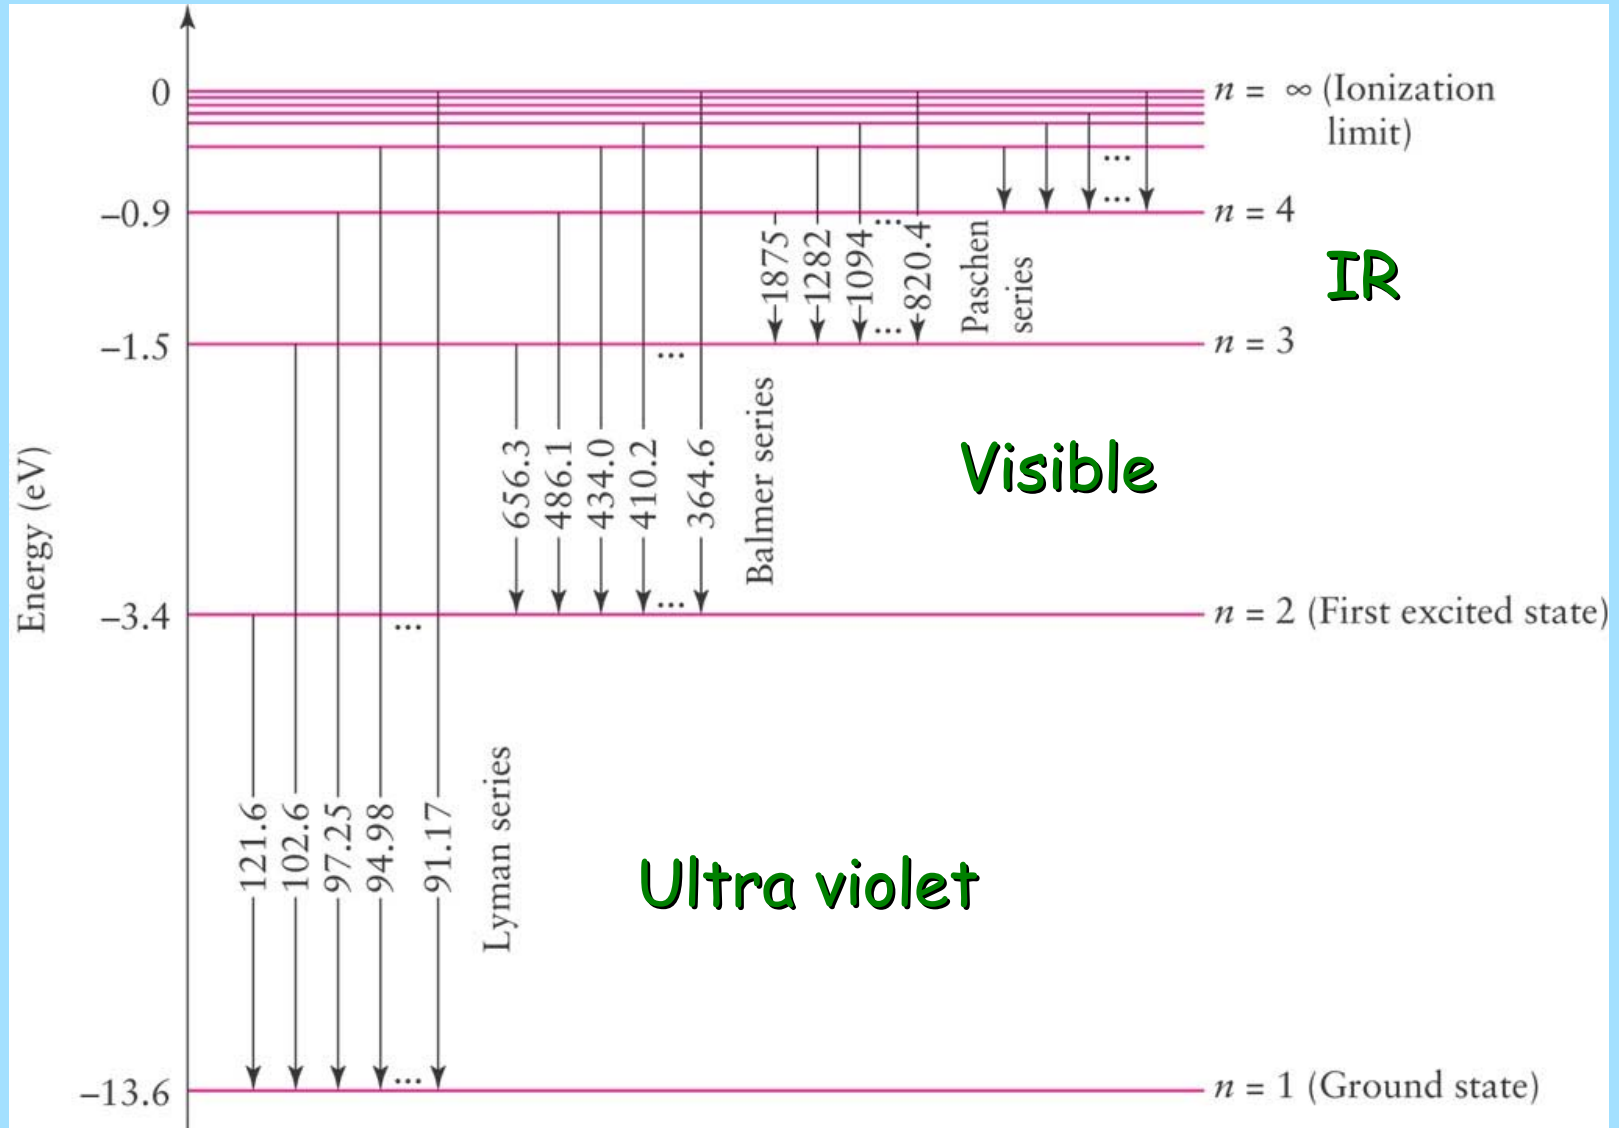 Energy (eV)
0
−0.9
−1.5
−3.4
−13.6
n = ∞ (Ionization
limit)
n = 4
n = 3
n = 2 (First excited state)
n = 1 (Ground state)
IR
Visible
Ultra violet
1875
1282
1094
820.4
...
...
...
...
Paschen
series
656.3
486.1
434.0
410.2
364.6
...
...
Balmer series
121.6
102.6
97.25
94.98
91.17
...
...
Lyman series